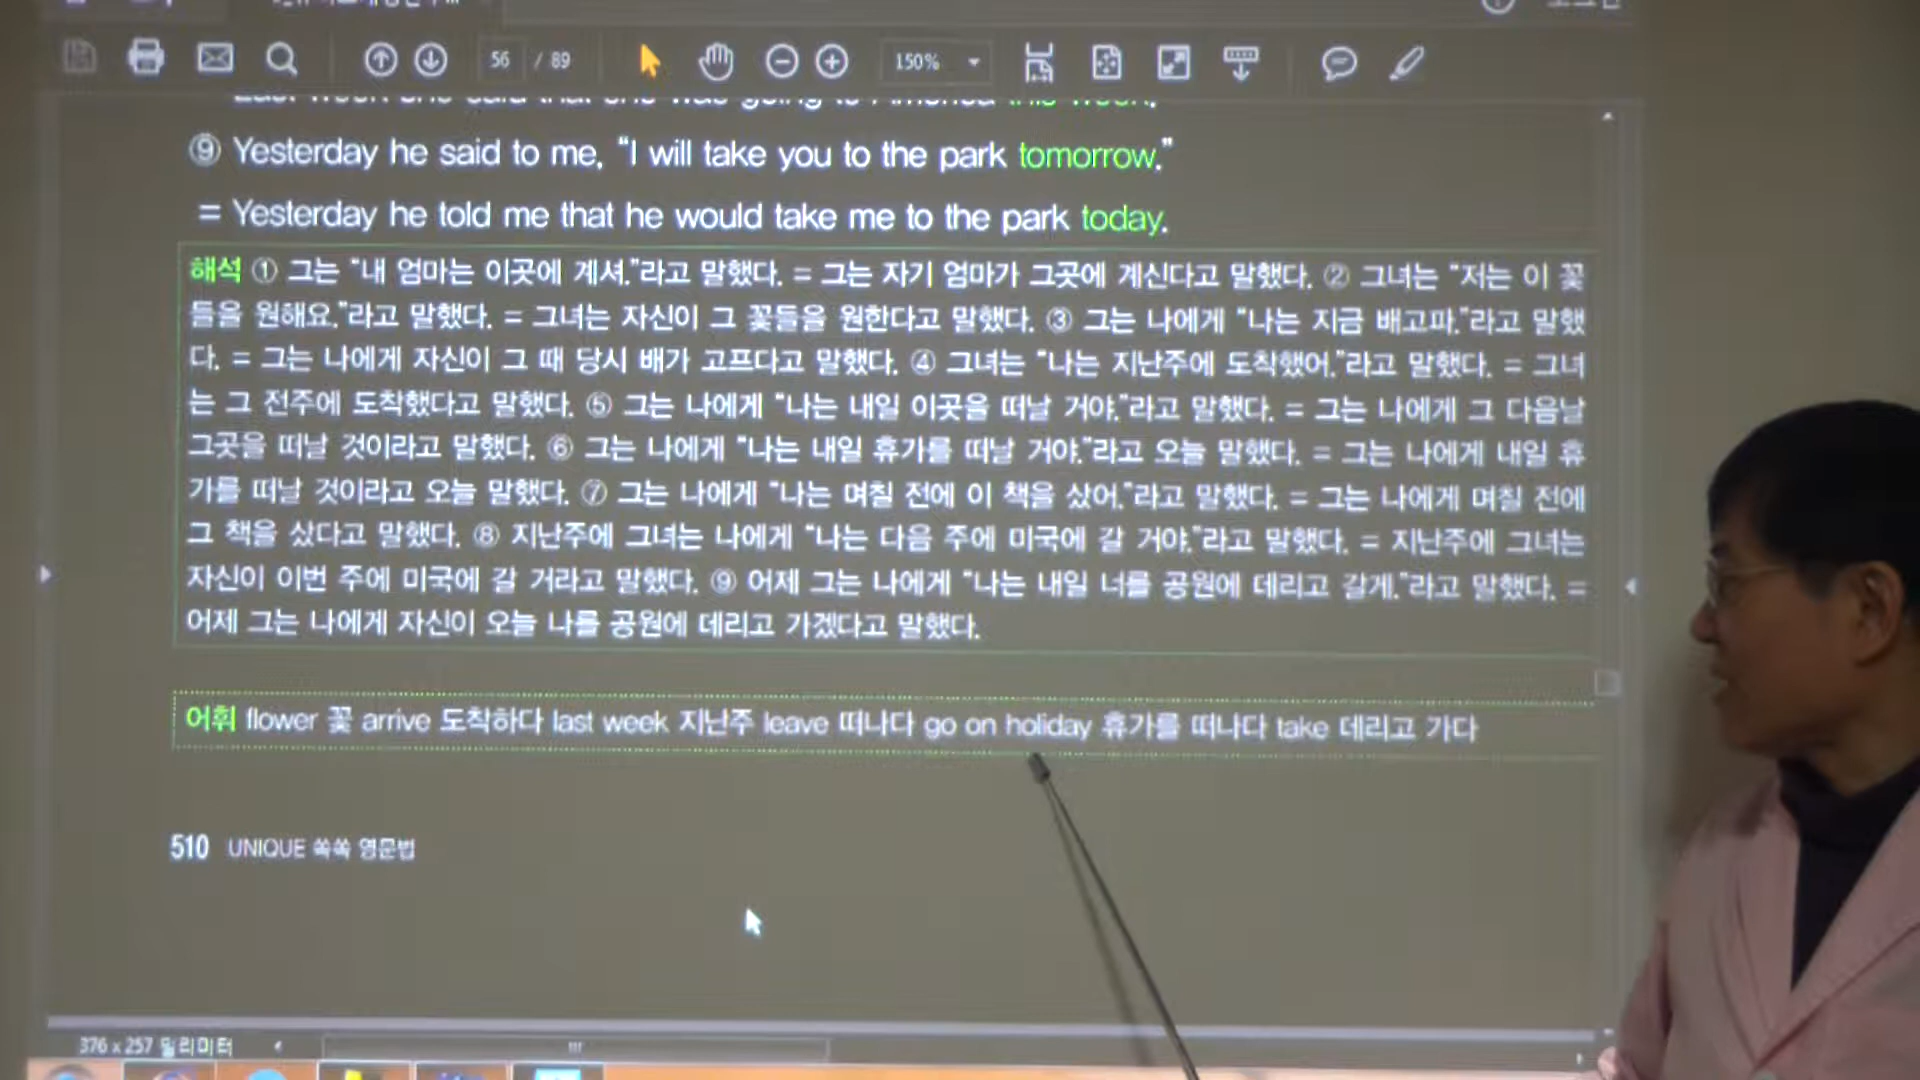 56 / 89
150%
Last week she said that she was going to America this week.
⑨ Yesterday he said to me, “I will take you to the park tomorrow.”
= Yesterday he told me that he would take me to the park today.
해석 ① 그는 “내 엄마는 이곳에 계셔.”라고 말했다. = 그는 자기 엄마가 그곳에 계신다고 말했다. ② 그녀는 “저는 이 꽃
들을 원해요.”라고 말했다. = 그녀는 자신이 그 꽃들을 원한다고 말했다. ③ 그는 나에게 “나는 지금 배고파.”라고 말했
다. = 그는 나에게 자신이 그 때 당시 배가 고프다고 말했다. ④ 그녀는 “나는 지난주에 도착했어.”라고 말했다. = 그녀
는 그 전주에 도착했다고 말했다. ⑤ 그는 나에게 “나는 내일 이곳을 떠날 거야.”라고 말했다. = 그는 나에게 그 다음날
그곳을 떠날 것이라고 말했다. ⑥ 그는 나에게 “나는 내일 휴가를 떠날 거야.”라고 오늘 말했다. = 그는 나에게 내일 휴
가를 떠날 것이라고 오늘 말했다. ⑦ 그는 나에게 “나는 며칠 전에 이 책을 샀어.”라고 말했다. = 그는 나에게 며칠 전에
그 책을 샀다고 말했다. ⑧ 지난주에 그녀는 나에게 “나는 다음 주에 미국에 갈 거야.”라고 말했다. = 지난주에 그녀는
자신이 이번 주에 미국에 갈 거라고 말했다. ⑨ 어제 그는 나에게 “나는 내일 너를 공원에 데리고 갈게.”라고 말했다. =
어제 그는 나에게 자신이 오늘 나를 공원에 데리고 가겠다고 말했다.
어휘 flower 꽃 arrive 도착하다 last week 지난주 leave 떠나다 go on holiday 휴가를 떠나다 take 데리고 가다
510 UNIQUE 쏙쏙 영문법
376 x 257 밀리미터